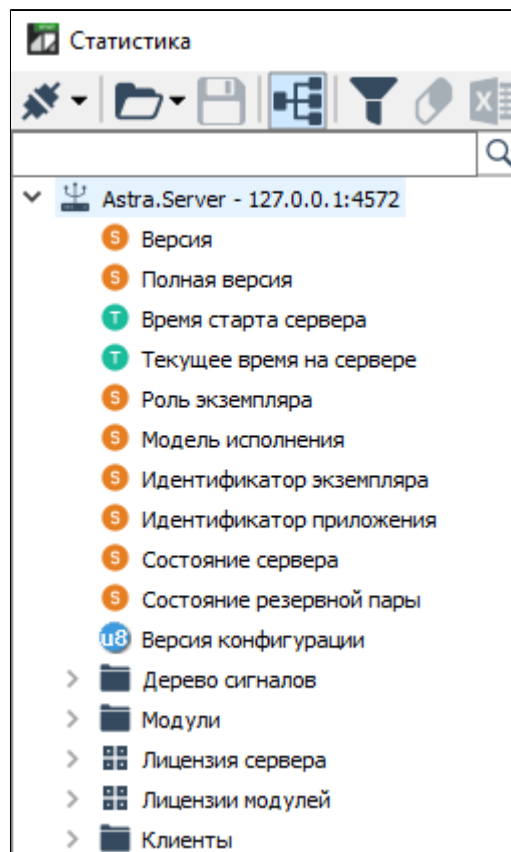 Статистика
Astra.Server - 127.0.0.1:4572
S Версия
S Полная версия
T Время старта сервера
T Текущее время на сервере
S Роль экземпляра
S Модель исполнения
S Идентификатор экземпляра
S Идентификатор приложения
S Состояние сервера
S Состояние резервной пары
u8 Версия конфигурации
Дерево сигналов
Модули
Лицензия сервера
Лицензии модулей
Клиенты